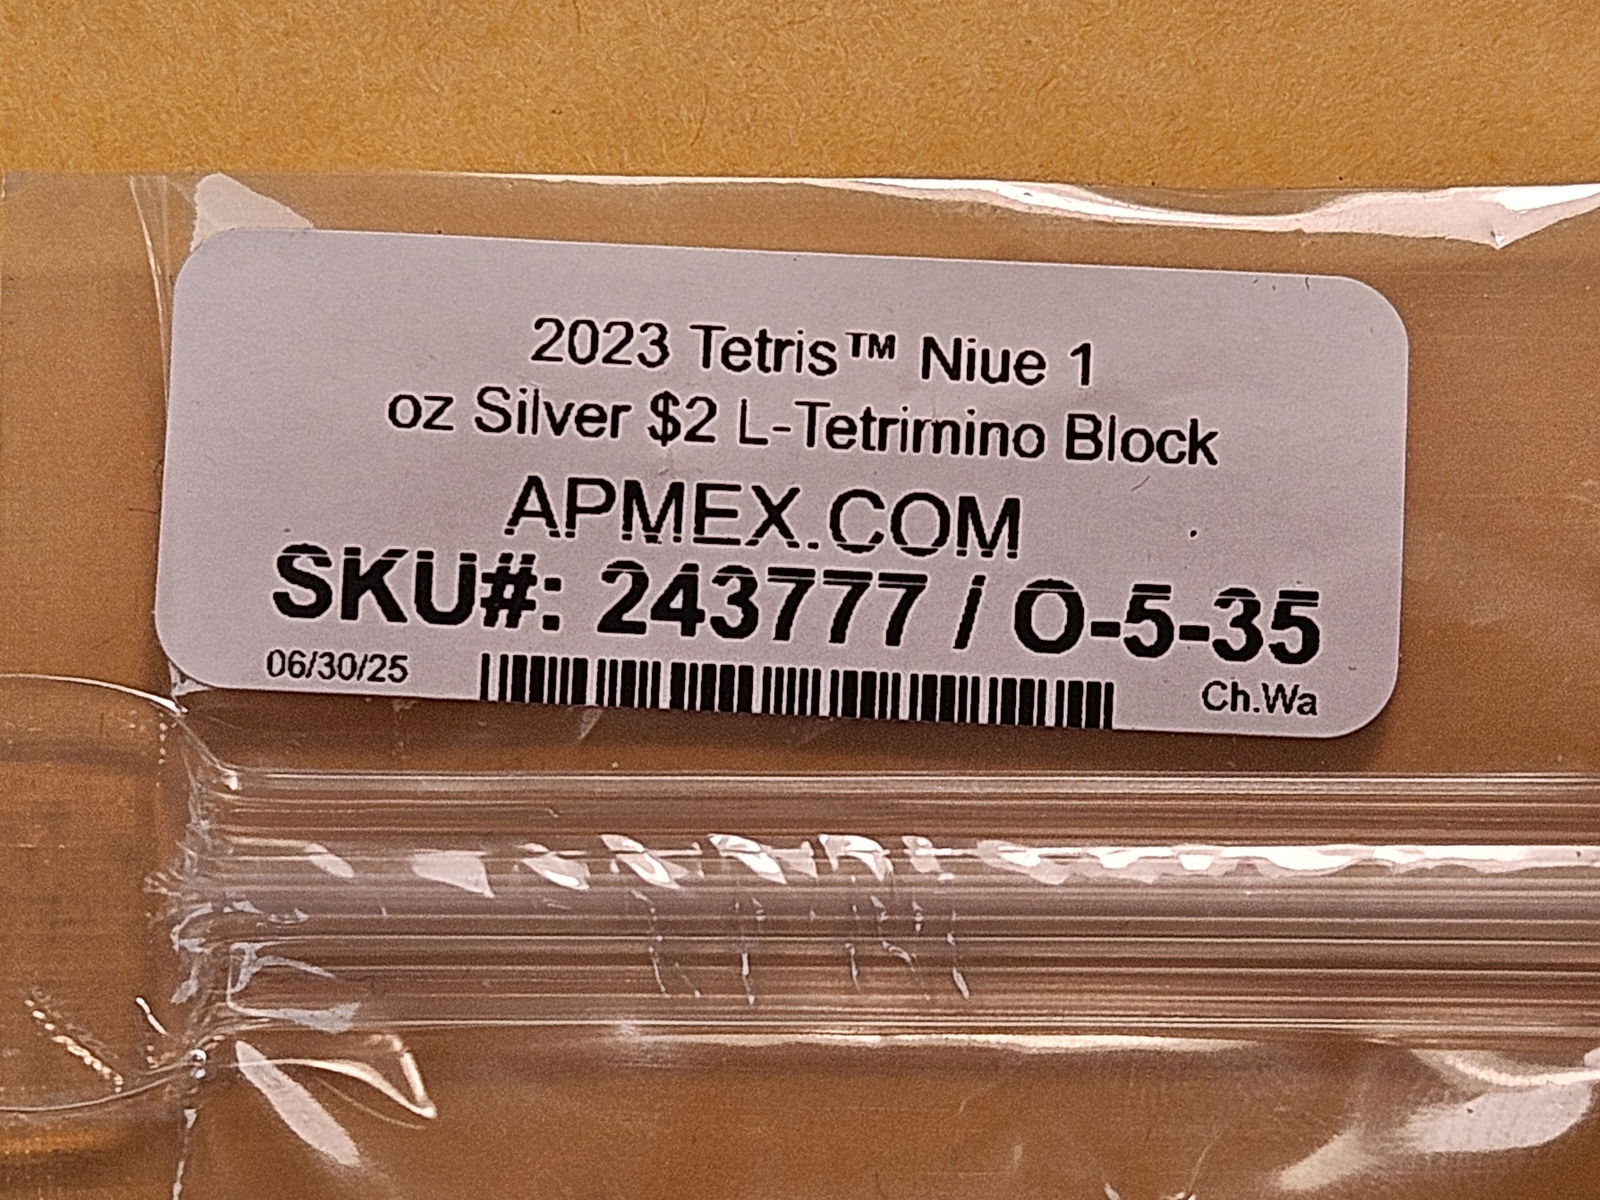 2023 Tetris™ Niue 1
oz Silver $2 L-Tetrimino Block
APMEX.COM
SKU#: 243777 / O-5-35
06/30/25
Ch.Wa